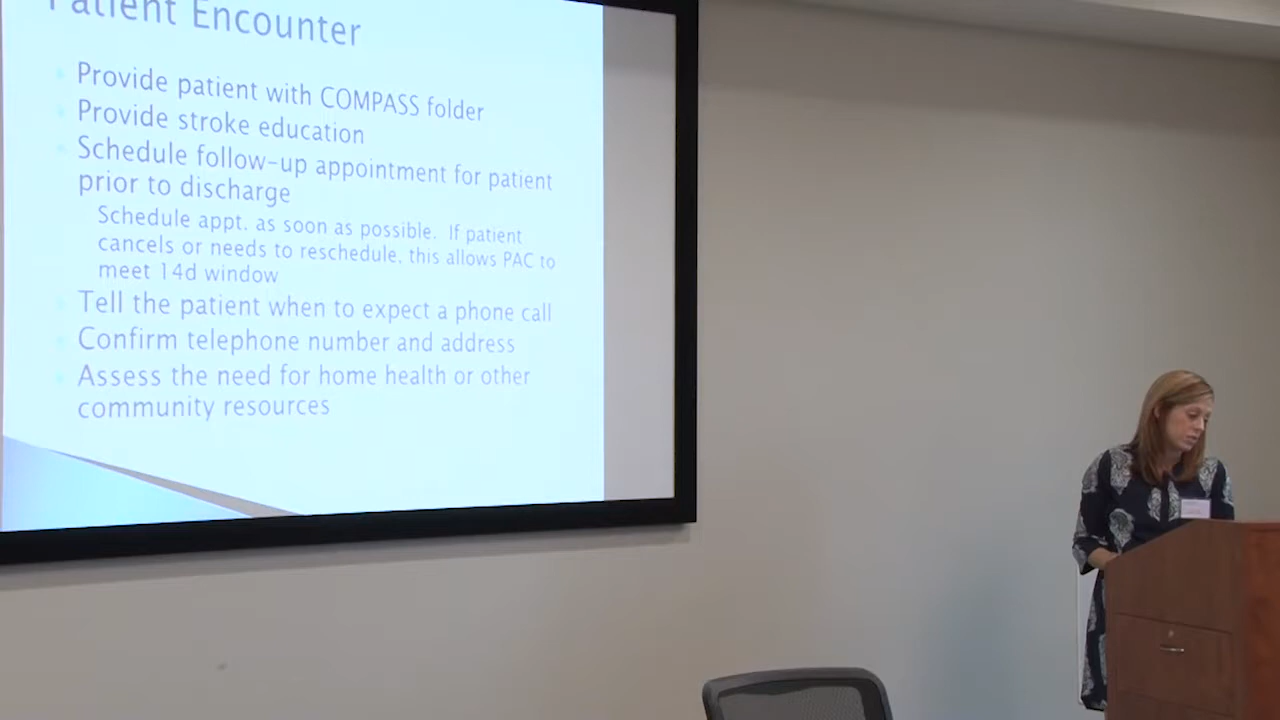 Patient Encounter
Provide patient with COMPASS folder
Provide stroke education
Schedule follow-up appointment for patient
prior to discharge
Schedule appt. as soon as possible. If patient
cancels or needs to reschedule, this allows PAC to
meet 14d window
Tell the patient when to expect a phone call
Confirm telephone number and address
Assess the need for home health or other
community resources